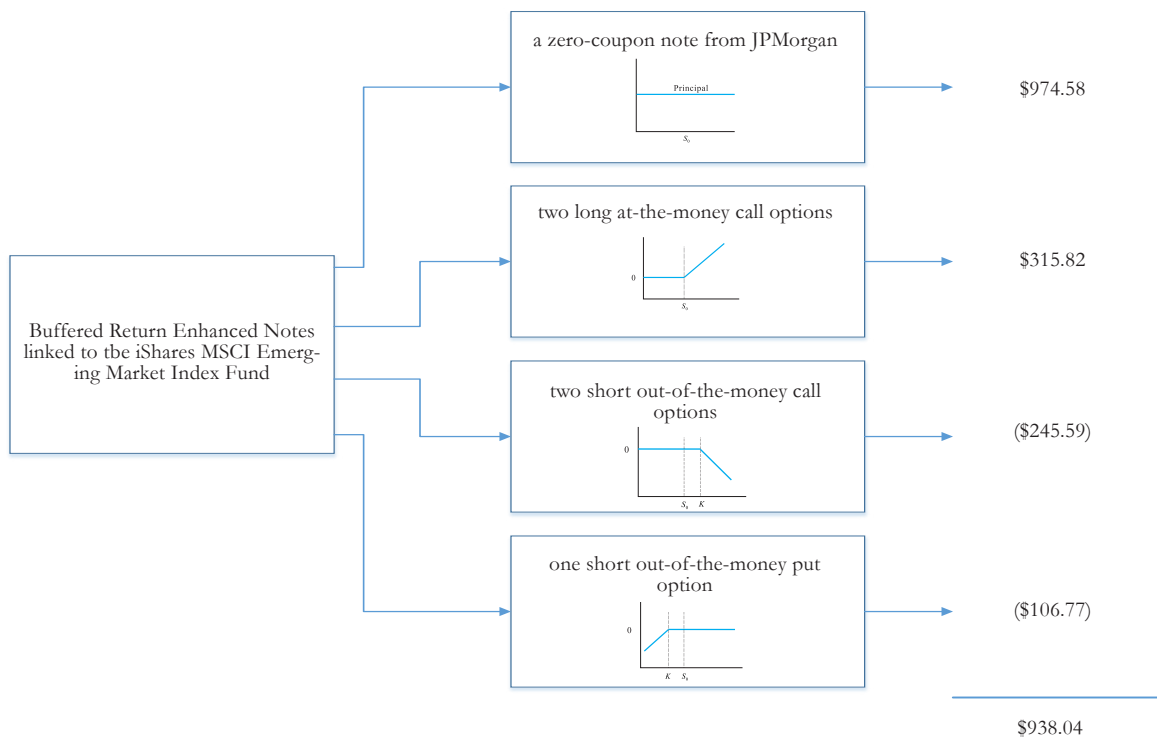 a zero-coupon note from JPMorgan
Principal
S₀
$974.58
two long at-the-money call options
0
S₀
$315.82
Buffered Return Enhanced Notes
linked to tbe iShares MSCI Emerg-
ing Market Index Fund
two short out-of-the-money call
options
0
S₀ K
($245.59)
one short out-of-the-money put
option
0
K S₀
($106.77)
$938.04